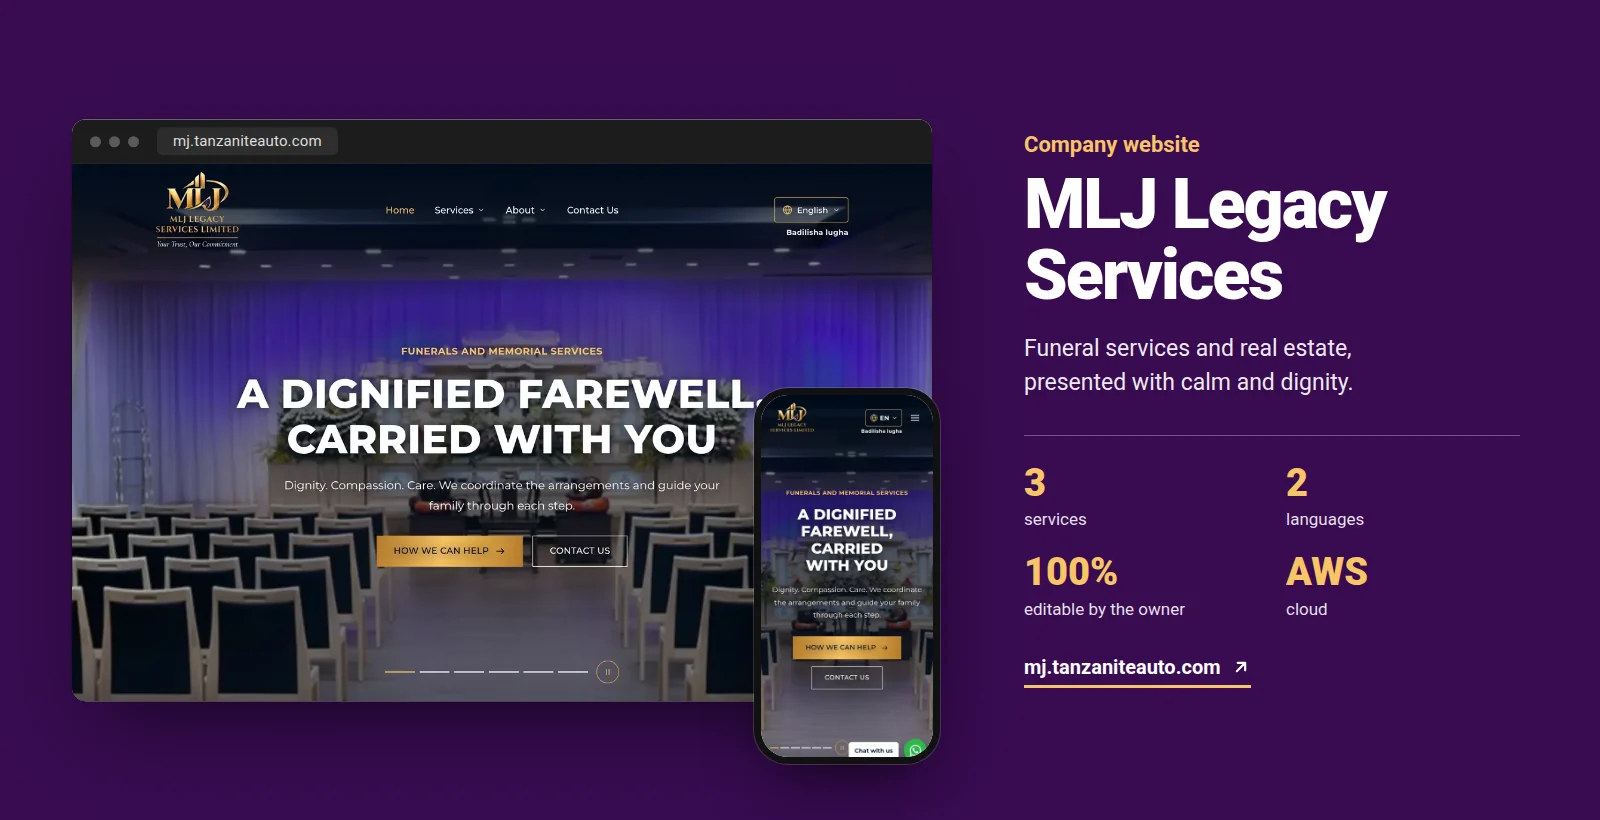 mj.tanzaniteauto.com
MLJ
MLJ LEGACY
SERVICES LIMITED
Your Trust, Our Commitment
Home
Services
About
Contact Us
English
Badilisha lugha
FUNERALS AND MEMORIAL SERVICES
A DIGNIFIED FAREWELL,
CARRIED WITH YOU
Dignity. Compassion. Care. We coordinate the arrangements and guide your
family through each step.
HOW WE CAN HELP →
CONTACT US
MLJ
MLJ LEGACY
SERVICES LIMITED
EN
Badilisha lugha
FUNERALS AND MEMORIAL SERVICES
A DIGNIFIED
FAREWELL,
CARRIED
WITH YOU
Dignity. Compassion. Care. We coordinate
the arrangements and guide your family
through each step.
HOW WE CAN HELP →
CONTACT US
Chat with us
Company website
MLJ Legacy
Services
Funeral services and real estate,
presented with calm and dignity.
3
services
2
languages
100%
editable by the owner
AWS
cloud
mj.tanzaniteauto.com